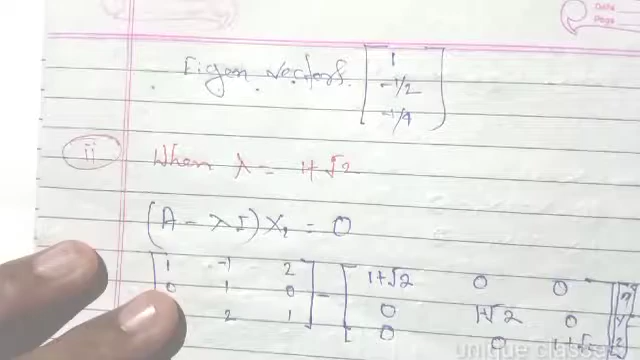 Date
Page
Eigen vectors [1
-1/2
-1/4]
ii When λ = 1+√2
(A - λI) X₂ = 0
[1 -1 2] - [1+√2 0 0]
0 1 0 0 1+√2 0
2 1 0 0 1+√2
unique classes